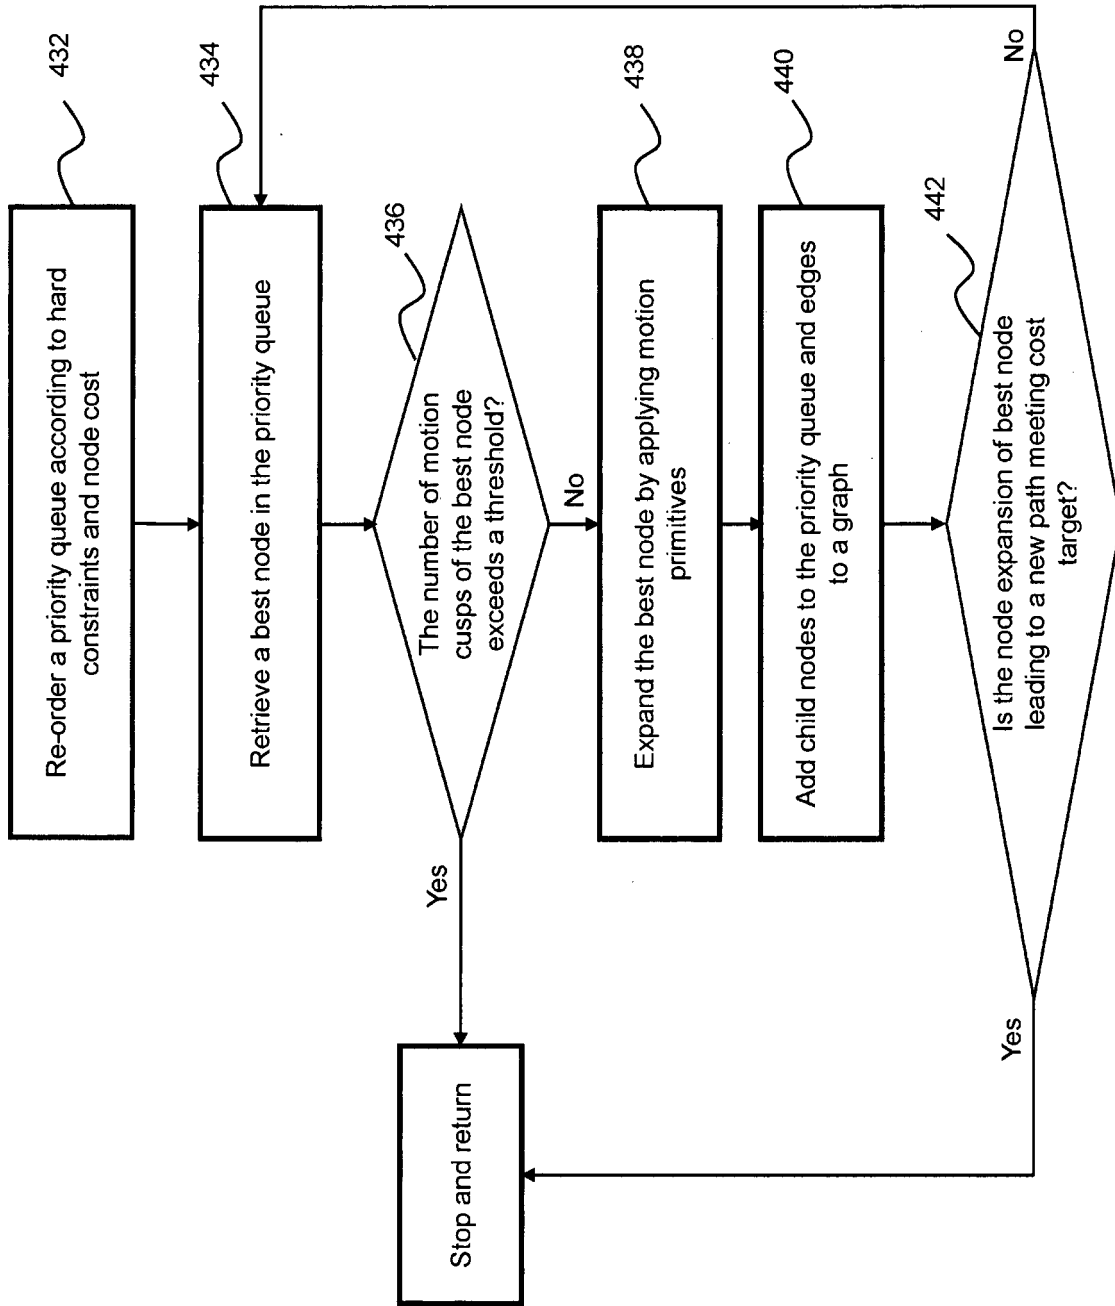 432
Re-order a priority queue according to hard
constraints and node cost
434
Retrieve a best node in the priority queue
436
The number of motion
cusps of the best node
exceeds a threshold?
Yes
No
Stop and return
438
Expand the best node by applying motion
primitives
440
Add child nodes to the priority queue and edges
to a graph
442
Is the node expansion of best node
leading to a new path meeting cost
target?
Yes
No